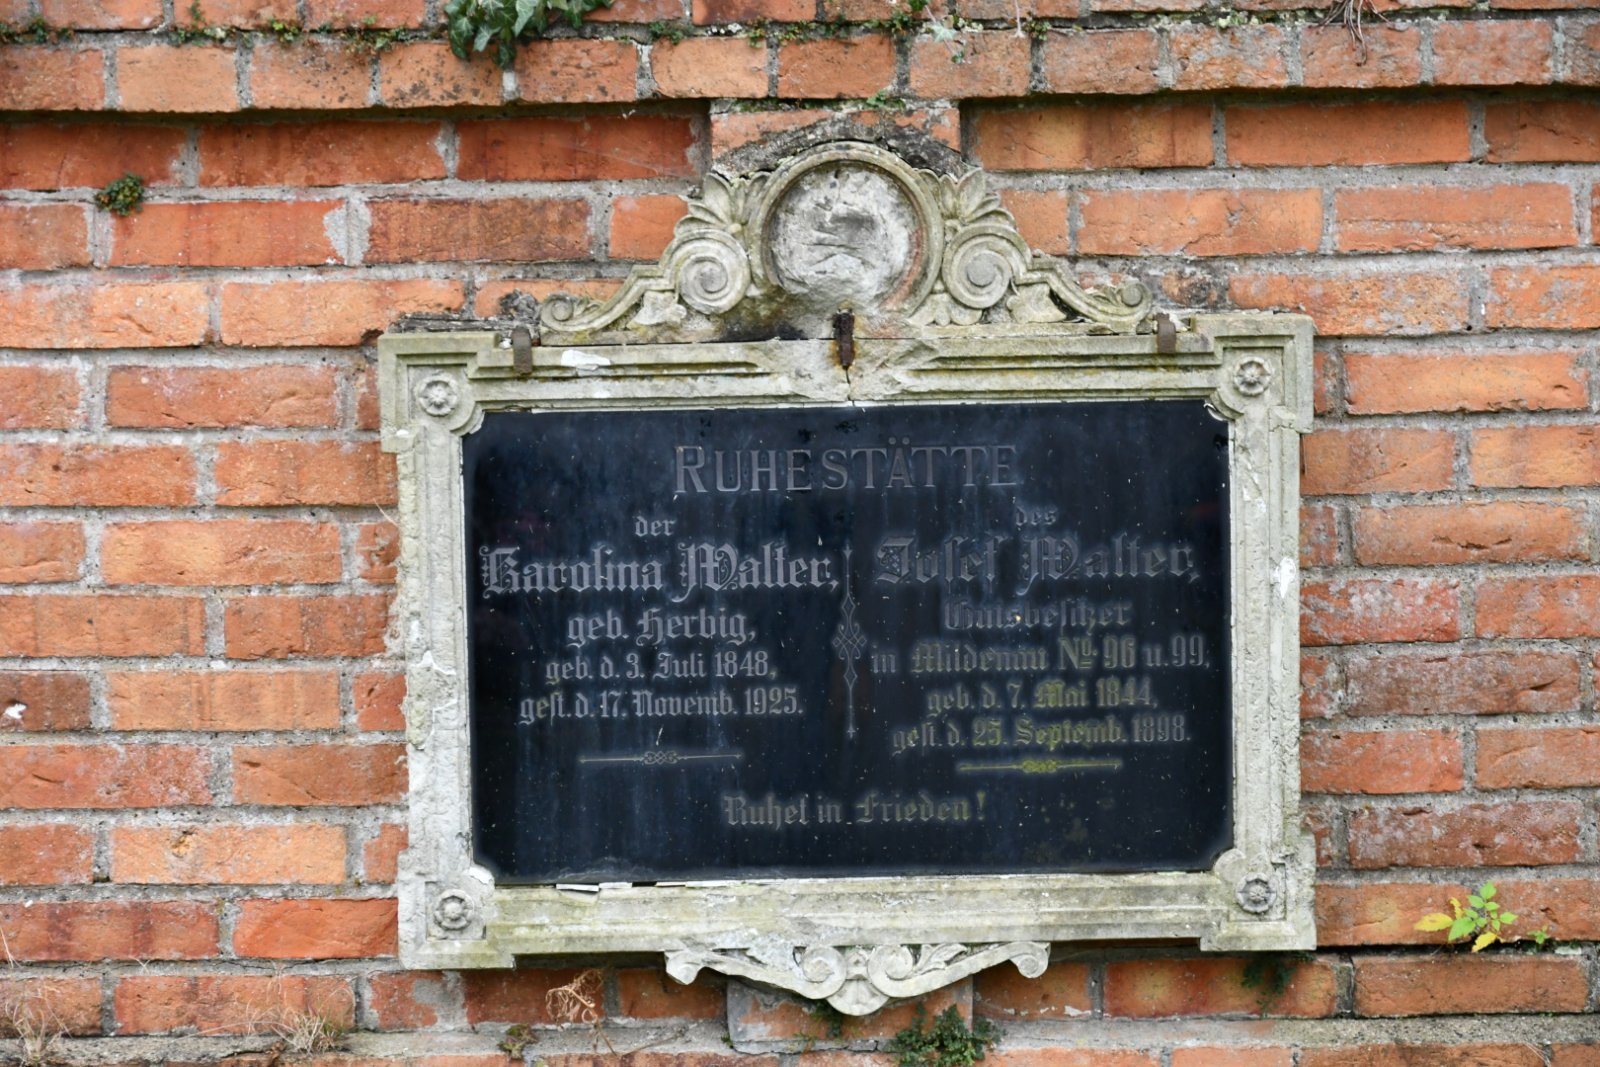 RUHESTÄTTE
der
Karolina Walter,
geb. Herbig,
geb. d. 3. Juli 1848,
gest. d. 17. Novemb. 1925.
des
Josef Walter,
Gutsbesitzer
in Mildenau No. 96 u. 99,
geb. d. 7. Mai 1844,
gest. d. 25. Septemb. 1898.
Ruhet in Frieden!